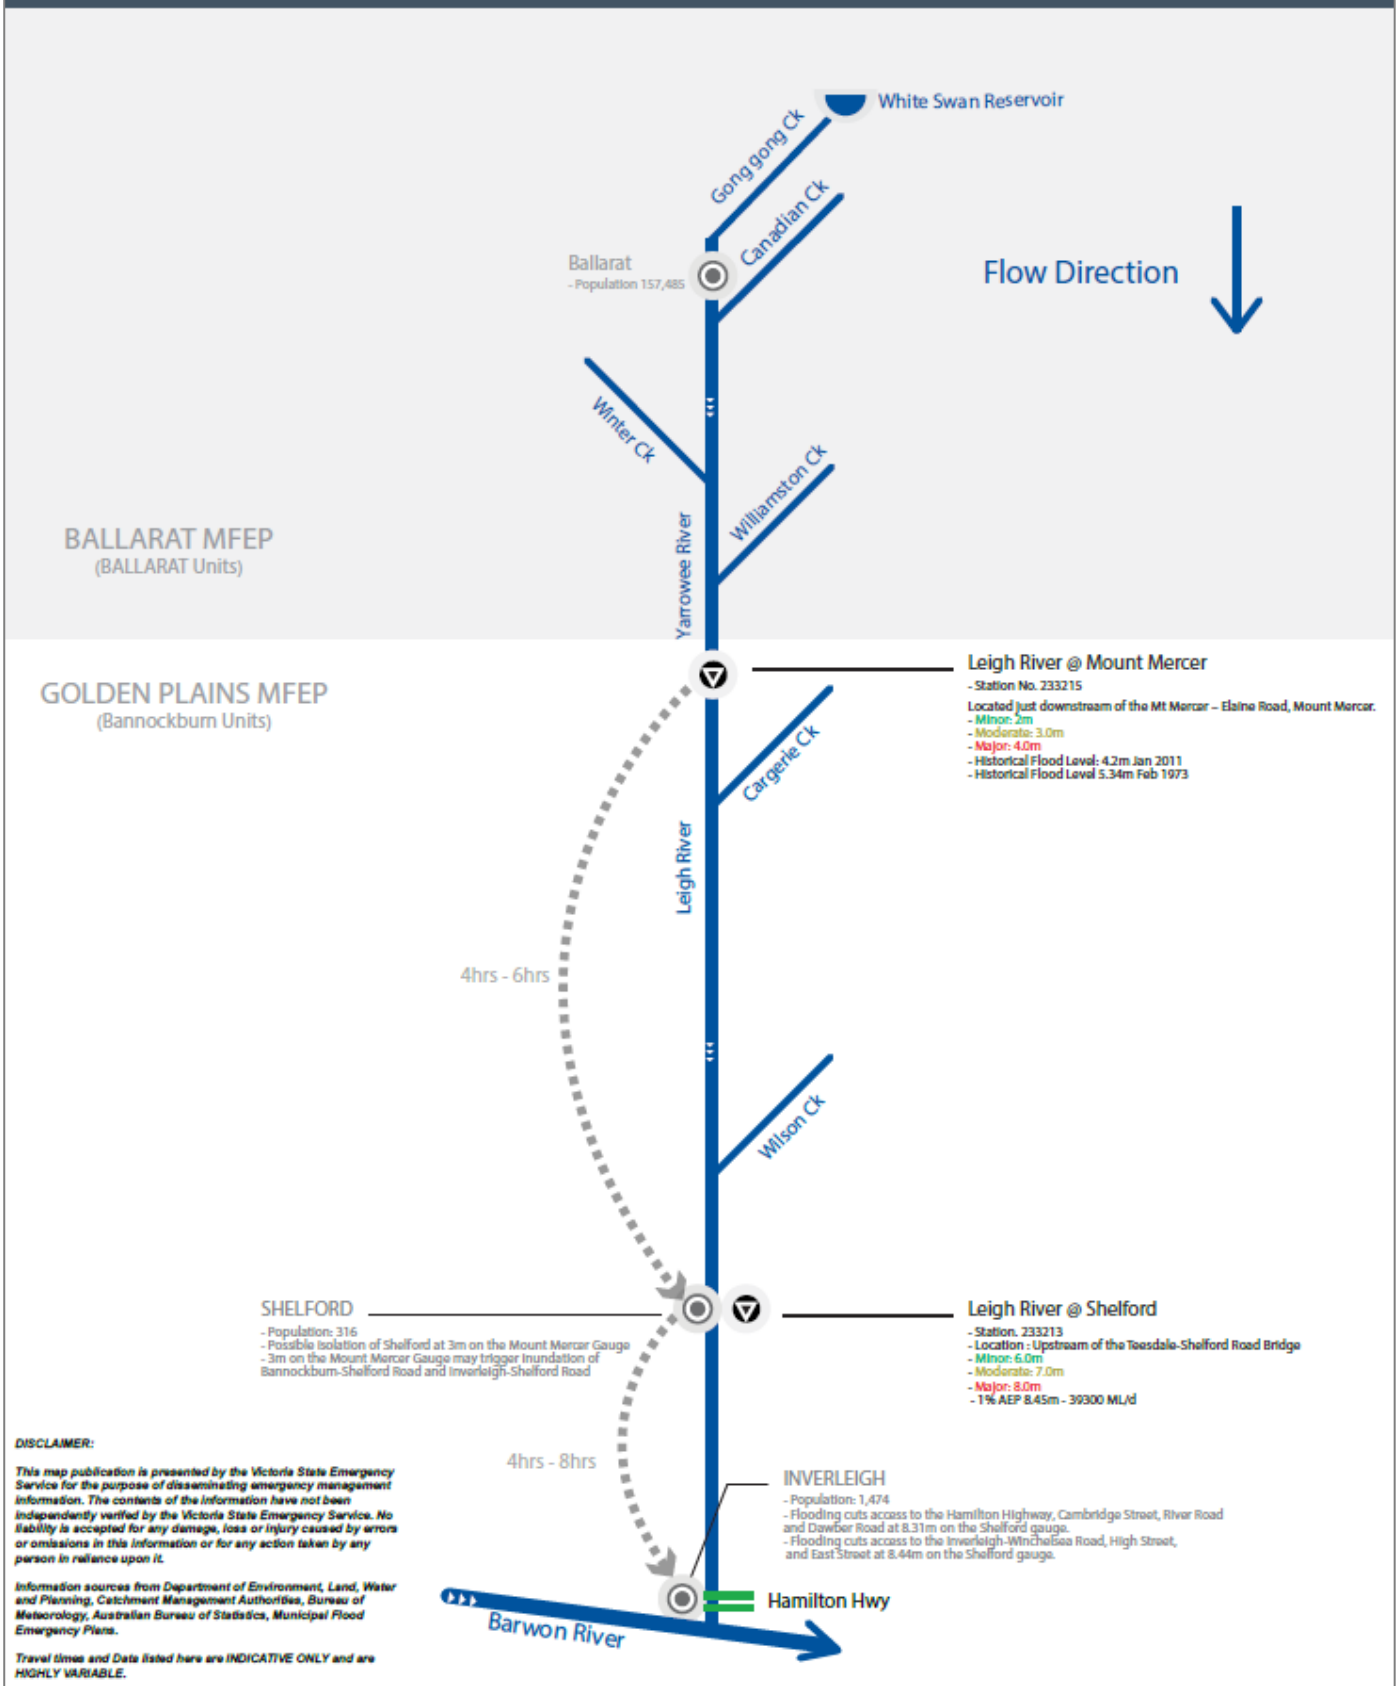 White Swan Reservoir
Gong gong Ck
Canadian Ck
Ballarat
- Population 157,485
Flow Direction
Winter Ck
Williamston Ck
Yarrowee River
BALLARAT MFEP
(BALLARAT Units)
GOLDEN PLAINS MFEP
(Bannockburn Units)
Leigh River @ Mount Mercer
- Station No. 233215
Located just downstream of the Mt Mercer – Elaine Road, Mount Mercer.
- Minor: 2m
- Moderate: 3.0m
- Major: 4.0m
- Historical Flood Level: 4.2m Jan 2011
- Historical Flood Level 5.34m Feb 1973
Cargerie Ck
Leigh River
4hrs - 6hrs
Wilson Ck
SHELFORD
- Population: 316
- Possible Isolation of Shelford at 3m on the Mount Mercer Gauge
- 3m on the Mount Mercer Gauge may trigger Inundation of
Bannockburn-Shelford Road and Inverleigh-Shelford Road
Leigh River @ Shelford
- Station. 233213
- Location : Upstream of the Teesdale-Shelford Road Bridge
- Minor: 6.0m
- Moderate: 7.0m
- Major: 8.0m
- 1% AEP 8.45m - 39300 ML/d
4hrs - 8hrs
INVERLEIGH
- Population: 1,474
- Flooding cuts access to the Hamilton Highway, Cambridge Street, River Road
and Dawber Road at 8.31m on the Shelford gauge.
- Flooding cuts access to the Inverleigh-Winchelsea Road, High Street,
and East Street at 8.44m on the Shelford gauge.
Hamilton Hwy
Barwon River
DISCLAIMER:
This map publication is presented by the Victoria State Emergency
Service for the purpose of disseminating emergency management
information. The contents of the information have not been
independently verifed by the Victoria State Emergency Service. No
liability is accepted for any damage, loss or injury caused by errors
or omissions in this information or for any action taken by any
person in reliance upon it.
Information sources from Department of Environment, Land, Water
and Planning, Catchment Management Authorities, Bureau of
Meteorology, Australian Bureau of Statistics, Municipal Flood
Emergency Plans.
Travel times and Data listed here are INDICATIVE ONLY and are
HIGHLY VARIABLE.